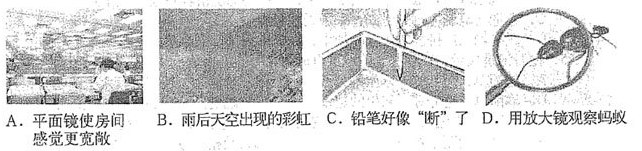 A．平面镜使房间
感觉更宽敞
B．雨后天空出现的彩虹
C．铅笔好像“断”了
D．用放大镜观察蚂蚁